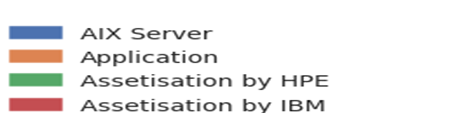 AIX Server
Application
Assetisation by HPE
Assetisation by IBM